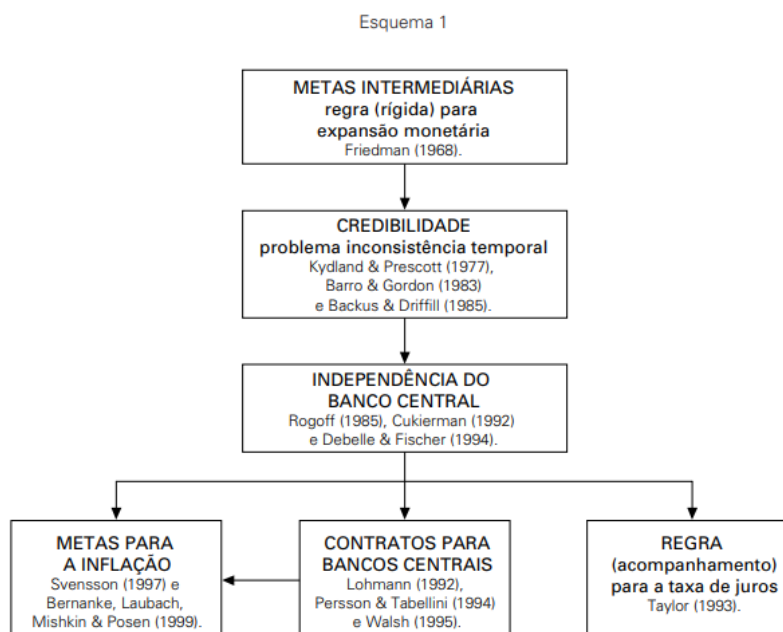 Esquema 1
METAS INTERMEDIÁRIAS
regra (rígida) para
expansão monetária
Friedman (1968).
CREDIBILIDADE
problema inconsistência temporal
Kydland & Prescott (1977),
Barro & Gordon (1983)
e Backus & Driffill (1985).
INDEPENDÊNCIA DO
BANCO CENTRAL
Rogoff (1985), Cukierman (1992)
e Debelle & Fischer (1994).
METAS PARA
A INFLAÇÃO
Svensson (1997) e
Bernanke, Laubach,
Mishkin & Posen (1999).
CONTRATOS PARA
BANCOS CENTRAIS
Lohmann (1992),
Persson & Tabellini (1994)
e Walsh (1995).
REGRA
(acompanhamento)
para a taxa de juros
Taylor (1993).